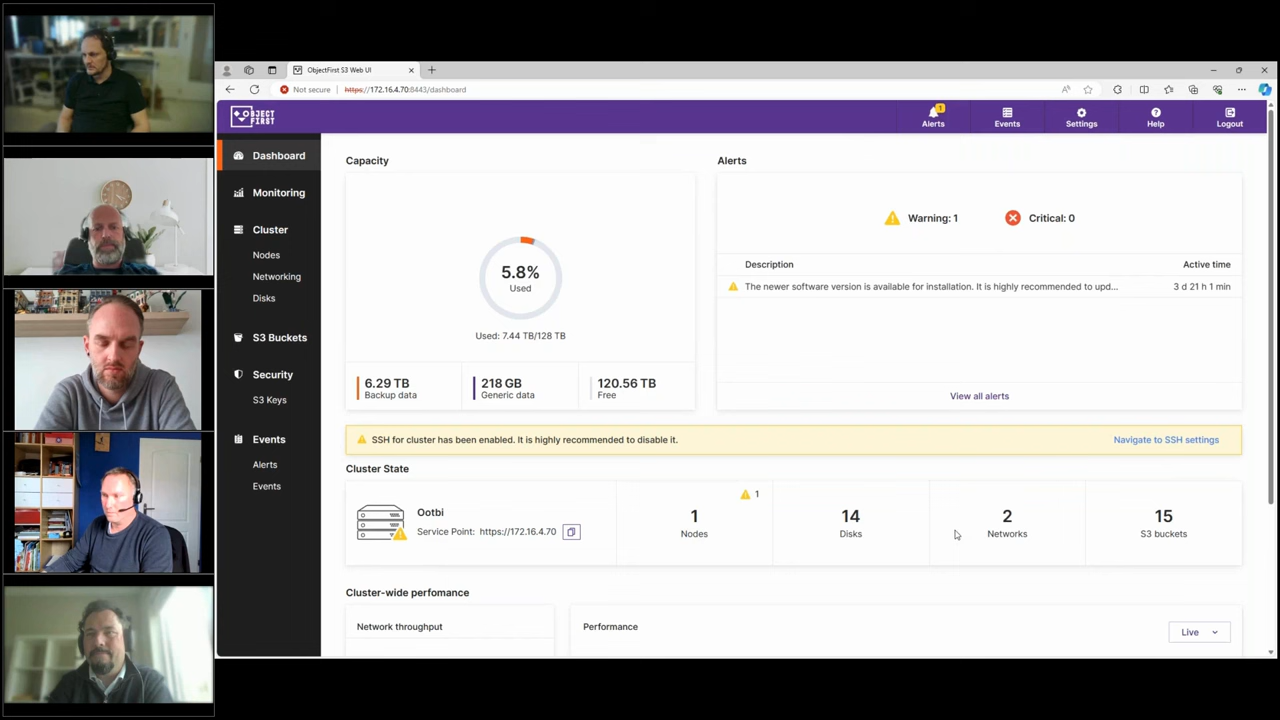 ObjectFirst S3 Web UI
Not secure https://172.16.4.70:8443/dashboard
OBJECT
FIRST
1
Alerts
Events
Settings
Help
Logout
Dashboard
Monitoring
Cluster
Nodes
Networking
Disks
S3 Buckets
Security
S3 Keys
Events
Alerts
Events
Capacity
5.8%
Used
Used: 7.44 TB/128 TB
6.29 TB
Backup data
218 GB
Generic data
120.56 TB
Free
Alerts
Warning: 1
Critical: 0
Description Active time
The newer software version is available for installation. It is highly recommended to upd... 3 d 21 h 1 min
View all alerts
SSH for cluster has been enabled. It is highly recommended to disable it. Navigate to SSH settings
Cluster State
Ootbi
Service Point: https://172.16.4.70
1
1
Nodes
14
Disks
2
Networks
15
S3 buckets
Cluster-wide perfomance
Network throughput
Performance
Live